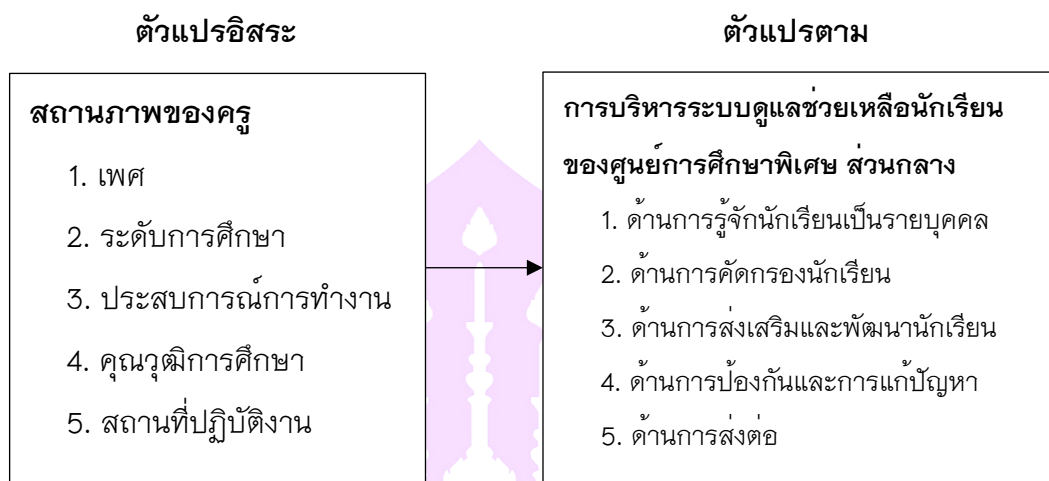 ตัวแปรอิสระ
สถานภาพของครู
1. เพศ
2. ระดับการศึกษา
3. ประสบการณ์การทำงาน
4. คุณวุฒิการศึกษา
5. สถานที่ปฏิบัติงาน
ตัวแปรตาม
การบริหารระบบดูแลช่วยเหลือนักเรียน
ของศูนย์การศึกษาพิเศษ ส่วนกลาง
1. ด้านการรู้จักนักเรียนเป็นรายบุคคล
2. ด้านการคัดกรองนักเรียน
3. ด้านการส่งเสริมและพัฒนานักเรียน
4. ด้านการป้องกันและการแก้ปัญหา
5. ด้านการส่งต่อ